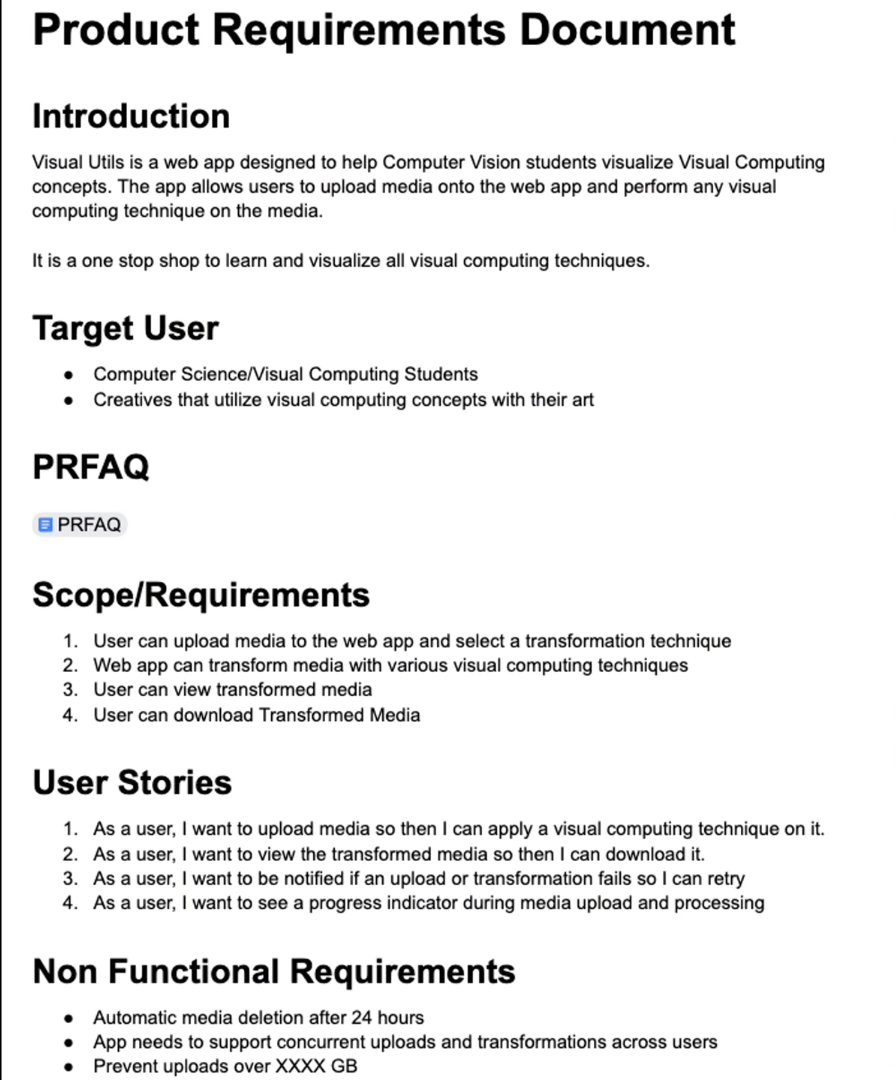 Product Requirements Document
Introduction
Visual Utils is a web app designed to help Computer Vision students visualize Visual Computing
concepts. The app allows users to upload media onto the web app and perform any visual
computing technique on the media.
It is a one stop shop to learn and visualize all visual computing techniques.
Target User
● Computer Science/Visual Computing Students
● Creatives that utilize visual computing concepts with their art
PRFAQ
PRFAQ
Scope/Requirements
1. User can upload media to the web app and select a transformation technique
2. Web app can transform media with various visual computing techniques
3. User can view transformed media
4. User can download Transformed Media
User Stories
1. As a user, I want to upload media so then I can apply a visual computing technique on it.
2. As a user, I want to view the transformed media so then I can download it.
3. As a user, I want to be notified if an upload or transformation fails so I can retry
4. As a user, I want to see a progress indicator during media upload and processing
Non Functional Requirements
● Automatic media deletion after 24 hours
● App needs to support concurrent uploads and transformations across users
● Prevent uploads over XXXX GB